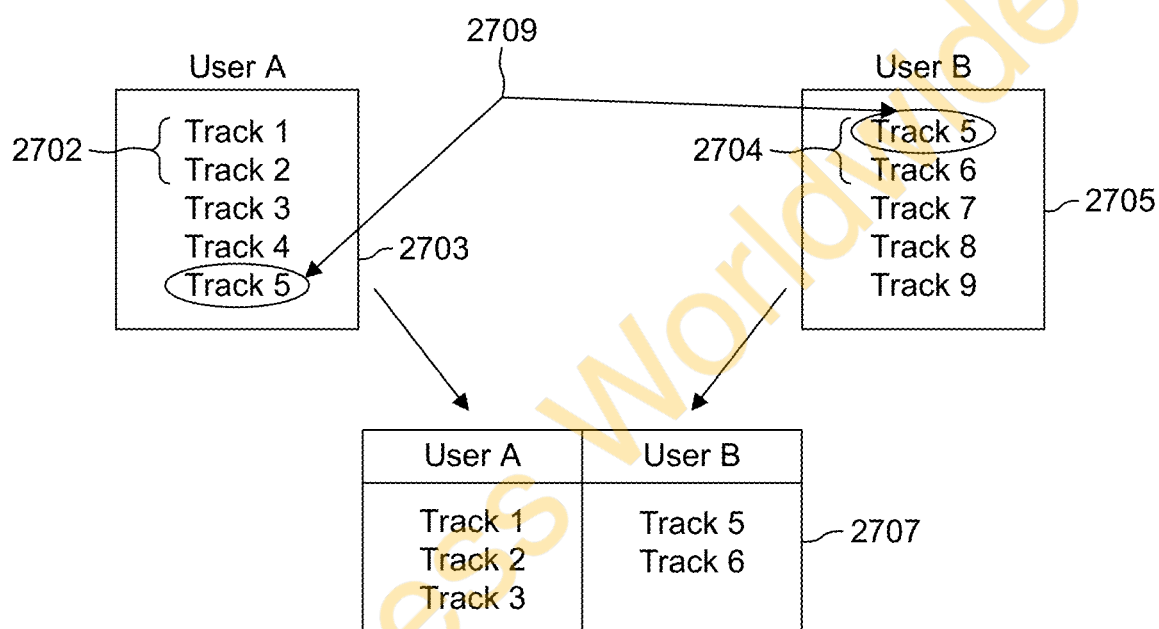 2709
User A
User B
2702
Track 1
Track 2
Track 3
Track 4
Track 5
2703
2704
Track 5
Track 6
Track 7
Track 8
Track 9
2705
User A
User B
Track 1
Track 2
Track 3
Track 5
Track 6
2707
ess Worldwide